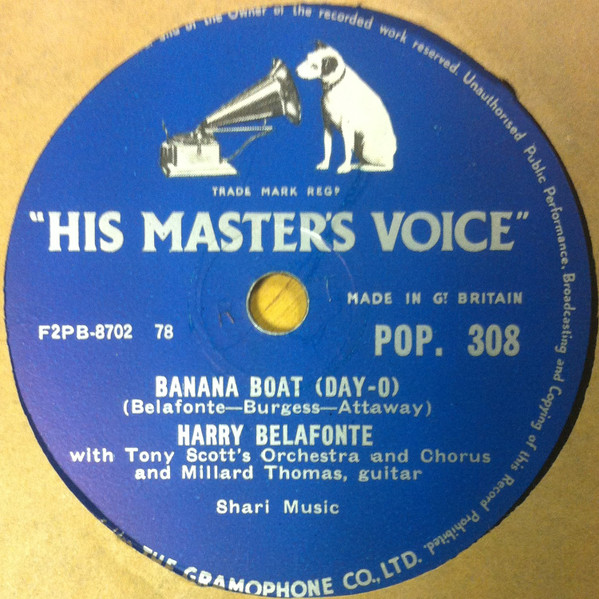 of the Owner of the recorded work reserved. Unauthorised Public Performance, Broadcasting and Copying of this Record Prohibited.
TRADE MARK REGD
"HIS MASTER'S VOICE"
MADE IN GT BRITAIN
F2PB-8702 78
POP. 308
BANANA BOAT (DAY-O)
(Belafonte—Burgess—Attaway)
HARRY BELAFONTE
with Tony Scott's Orchestra and Chorus
and Millard Thomas, guitar
Shari Music
THE GRAMOPHONE CO., LTD.